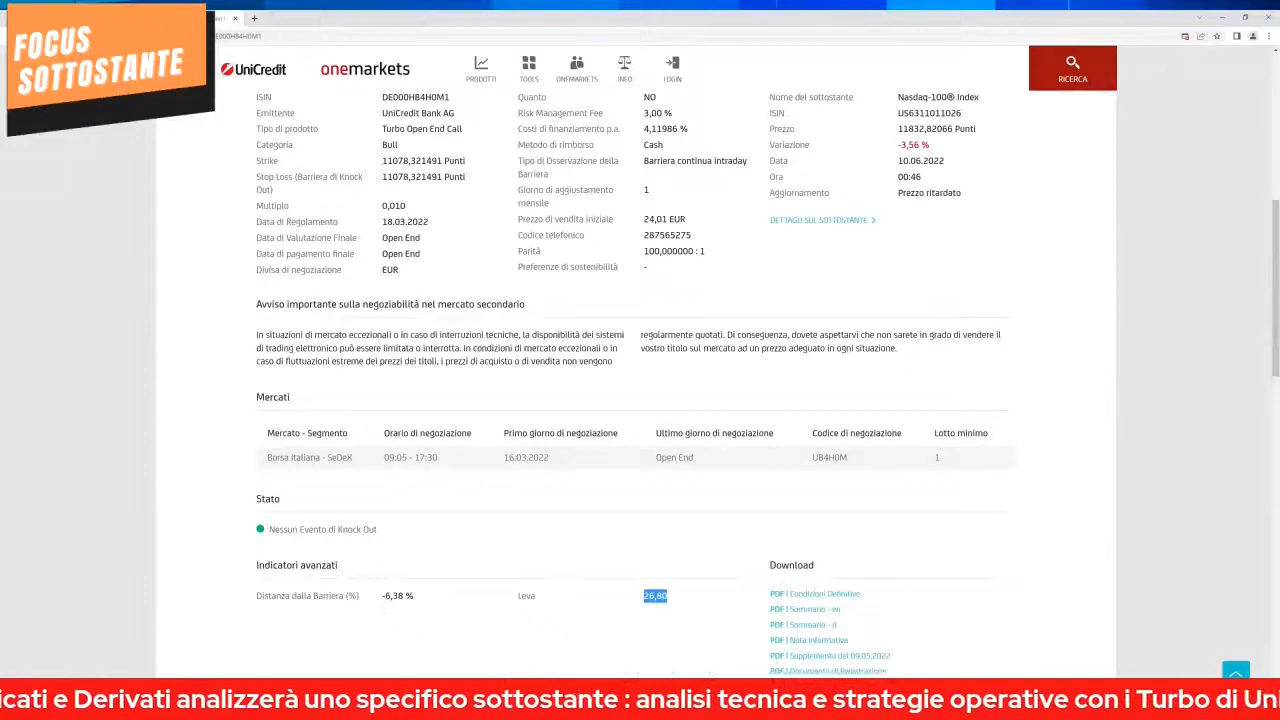 FOCUS
SOTTOSTANTE
UniCredit
onemarkets
PRODOTTI
TOOLS
ONEMARKETS
INFO
LOGIN
RICERCA
ISIN DE000HB4H0M1
Emittente UniCredit Bank AG
Tipo di prodotto Turbo Open End Call
Categoria Bull
Strike 11078,321491 Punti
Stop Loss (Barriera di Knock Out) 11078,321491 Punti
Multiplo 0,010
Data di Regolamento 18.03.2022
Data di Valutazione Finale Open End
Data di pagamento finale Open End
Divisa di negoziazione EUR
Quanto NO
Risk Management Fee 3,00 %
Costi di finanziamento p.a. 4,11986 %
Metodo di rimborso Cash
Tipo di Osservazione della Barriera Barriera continua intraday
Giorno di aggiustamento mensile 1
Prezzo di vendita iniziale 24,01 EUR
Codice telefonico 287565275
Parità 100,000000 : 1
Preferenze di sostenibilità -
Nome del sottostante Nasdaq-100® Index
ISIN US6311011026
Prezzo 11832,82066 Punti
Variazione -3,56 %
Data 10.06.2022
Ora 00:46
Aggiornamento Prezzo ritardato
DETTAGLI SUL SOTTOSTANTE >
Avviso importante sulla negoziabilità nel mercato secondario
In situazioni di mercato eccezionali o in caso di interruzioni tecniche, la disponibilità dei sistemi
di trading elettronico può essere limitata o interrotta. In condizioni di mercato eccezionali o in
caso di fluttuazioni estreme dei prezzi dei titoli, i prezzi di acquisto o di vendita non vengono
regolarmente quotati. Di conseguenza, dovete aspettarvi che non sarete in grado di vendere il
vostro titolo sul mercato ad un prezzo adeguato in ogni situazione.
Mercati
Mercato - Segmento Orario di negoziazione Primo giorno di negoziazione Ultimo giorno di negoziazione Codice di negoziazione Lotto minimo
Borsa Italiana - SeDeX 09:05 - 17:30 16.03.2022 Open End UB4H0M 1
Stato
Nessun Evento di Knock Out
Indicatori avanzati
Distanza dalla Barriera (%) -6,38 % Leva 26,80
Download
PDF | Condizioni Definitive
PDF | Sommario - en
PDF | Sommario - it
PDF | Nota Informativa
PDF | Supplemento del 09.05.2022
PDF | Documento di Registrazione
icati e Derivati analizzerà uno specifico sottostante : analisi tecnica e strategie operative con i Turbo di Un